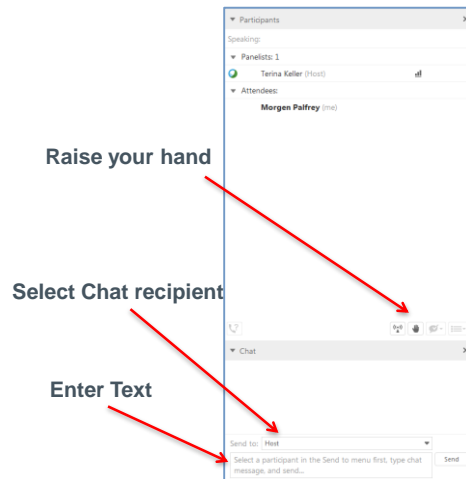 Participants
Speaking:
Panelists: 1
Terina Keller (Host)
Attendees:
Morgen Palfrey (me)
Raise your hand
Select Chat recipient
Chat
Enter Text
Send to: Host
Select a participant in the Send to menu first, type chat
message, and send...
Send